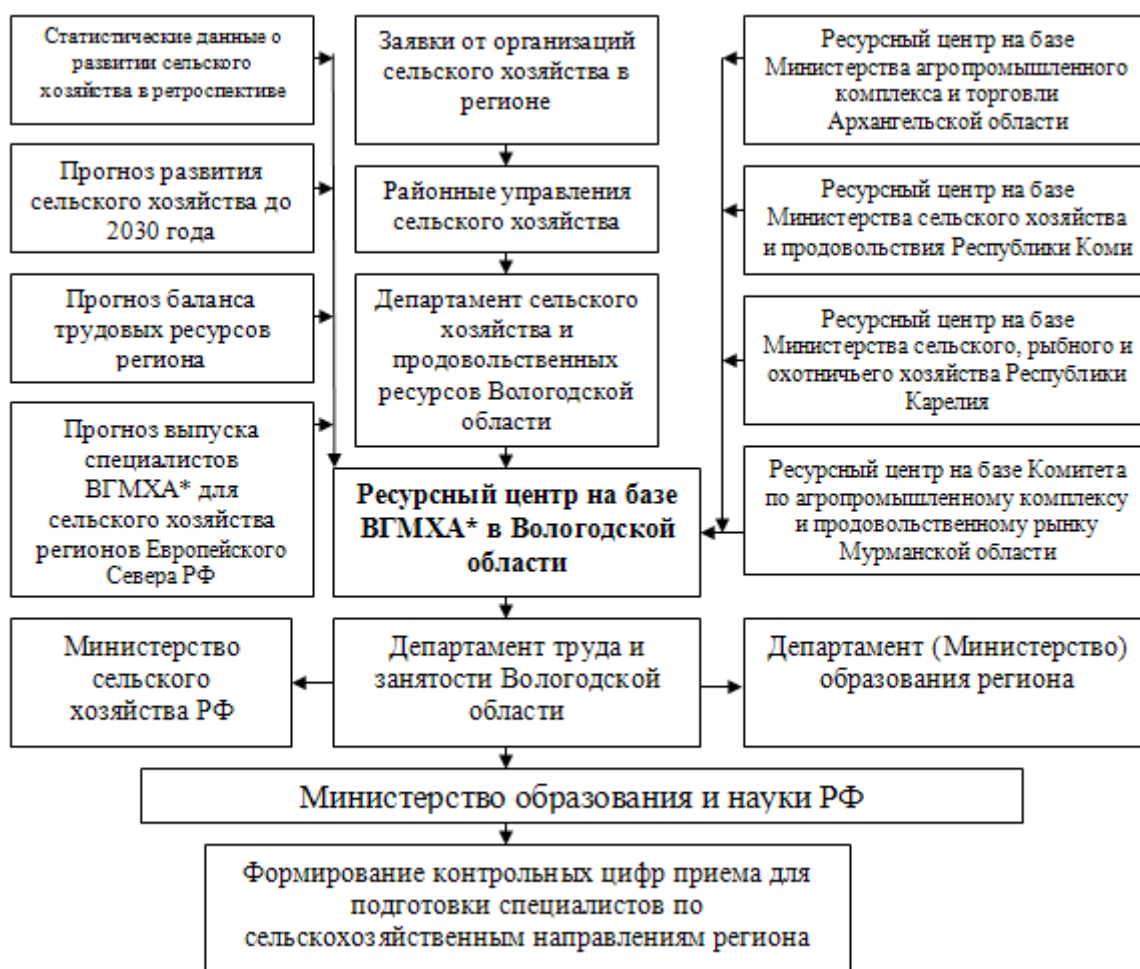 Статистические данные о
развитии сельского
хозяйства в ретроспективе
Прогноз развития
сельского хозяйства до
2030 года
Прогноз баланса
трудовых ресурсов
региона
Прогноз выпуска
специалистов
ВГМХА* для
сельского хозяйства
регионов Европейского
Севера РФ
Заявки от организаций
сельского хозяйства в
регионе
Районные управления
сельского хозяйства
Департамент сельского
хозяйства и
продовольственных
ресурсов Вологодской
области
Ресурсный центр на базе
Министерства агропромышленного
комплекса и торговли
Архангельской области
Ресурсный центр на базе
Министерства сельского хозяйства
и продовольствия Республики Коми
Ресурсный центр на базе
Министерства сельского, рыбного и
охотничьего хозяйства Республики
Карелия
Ресурсный центр на базе Комитета
по агропромышленному комплексу
и продовольственному рынку
Мурманской области
Ресурсный центр на базе
ВГМХА* в Вологодской
области
Министерство
сельского
хозяйства РФ
Департамент труда и
занятости Вологодской
области
Департамент (Министерство)
образования региона
Министерство образования и науки РФ
Формирование контрольных цифр приема для
подготовки специалистов по
сельскохозяйственным направлениям региона